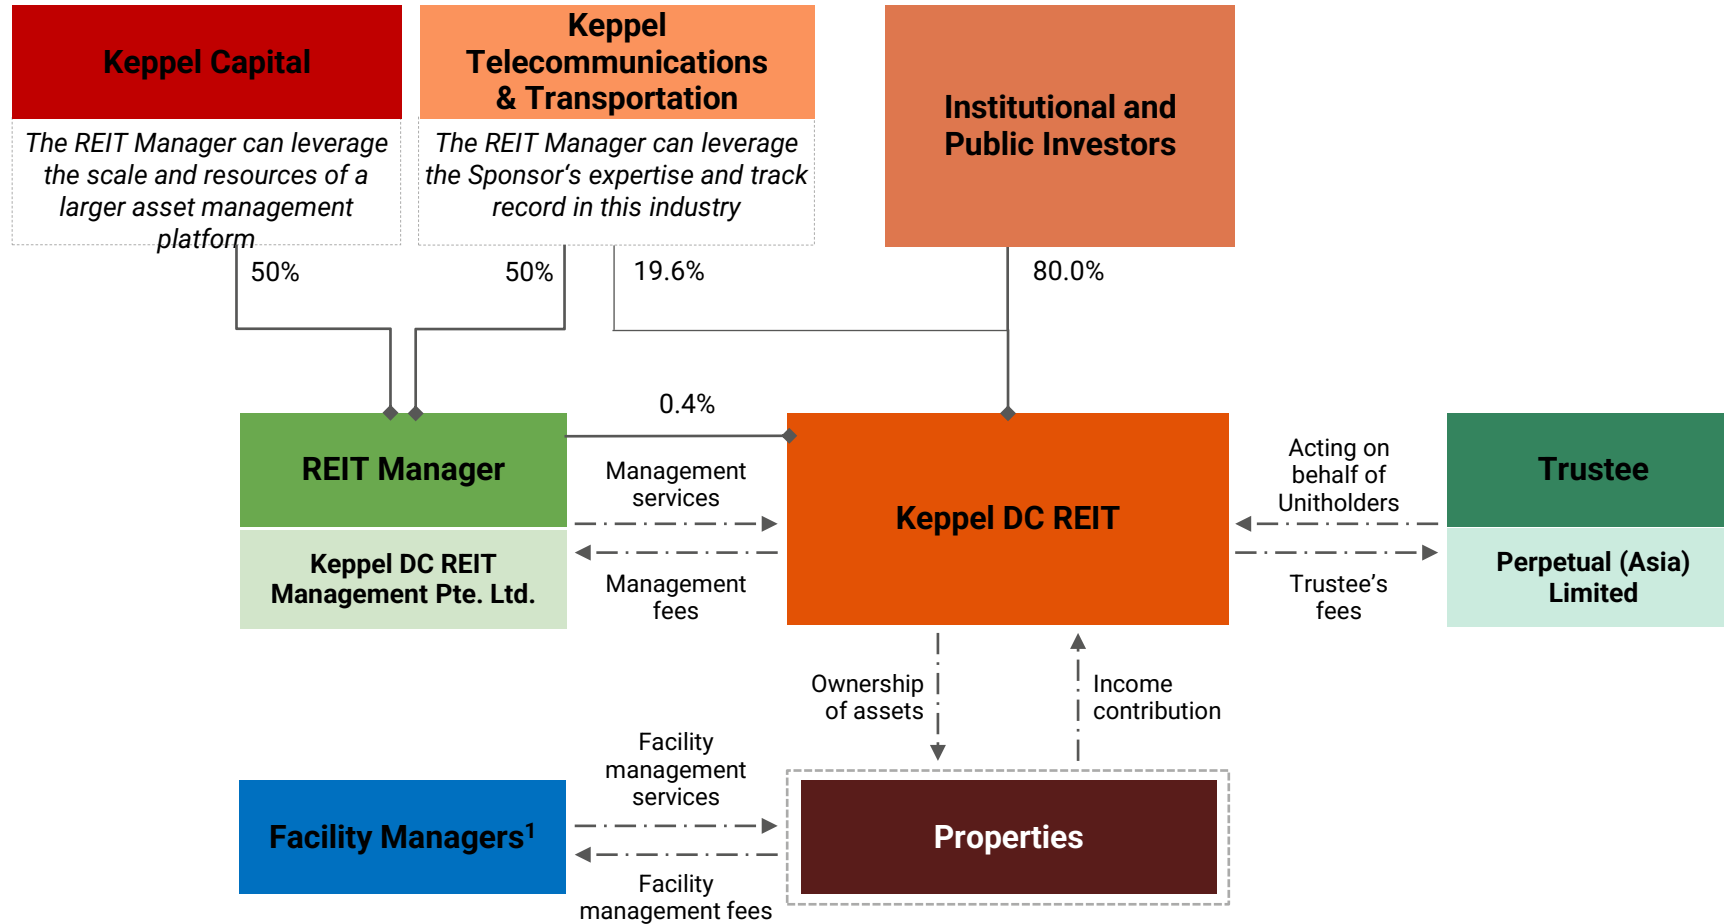 Keppel Capital
Keppel
Telecommunications
& Transportation
Institutional and
Public Investors
The REIT Manager can leverage
the scale and resources of a
larger asset management
platform
The REIT Manager can leverage
the Sponsor‘s expertise and track
record in this industry
50%
50%
19.6%
80.0%
0.4%
REIT Manager
Keppel DC REIT
Management Pte. Ltd.
Management
services
Management
fees
Keppel DC REIT
Acting on
behalf of
Unitholders
Trustee’s
fees
Trustee
Perpetual (Asia)
Limited
Ownership
of assets
Income
contribution
Facility
management
services
Facility Managers¹
Facility
management fees
Properties